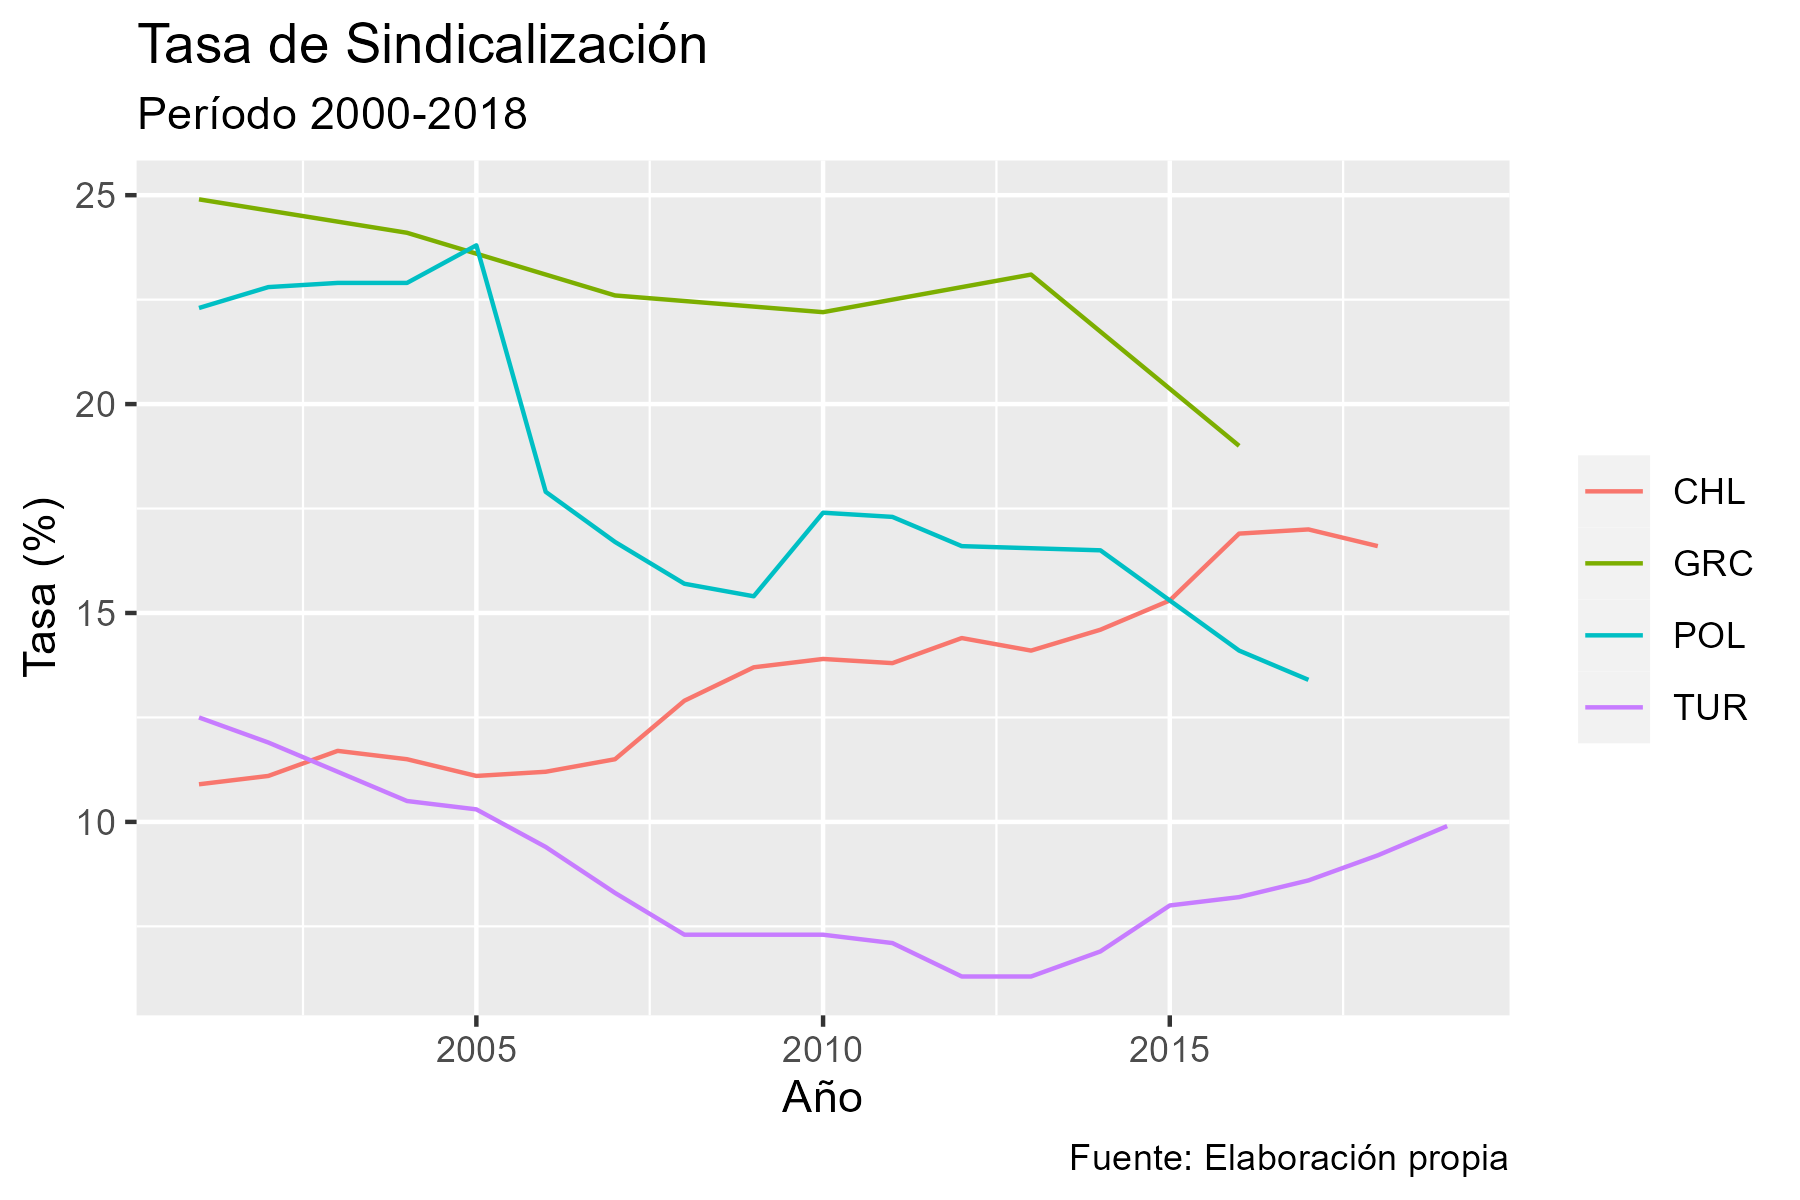 Tasa de Sindicalización
Período 2000-2018
Tasa (%)
25
20
15
10
2005 2010 2015
Año
CHL
GRC
POL
TUR
Fuente: Elaboración propia